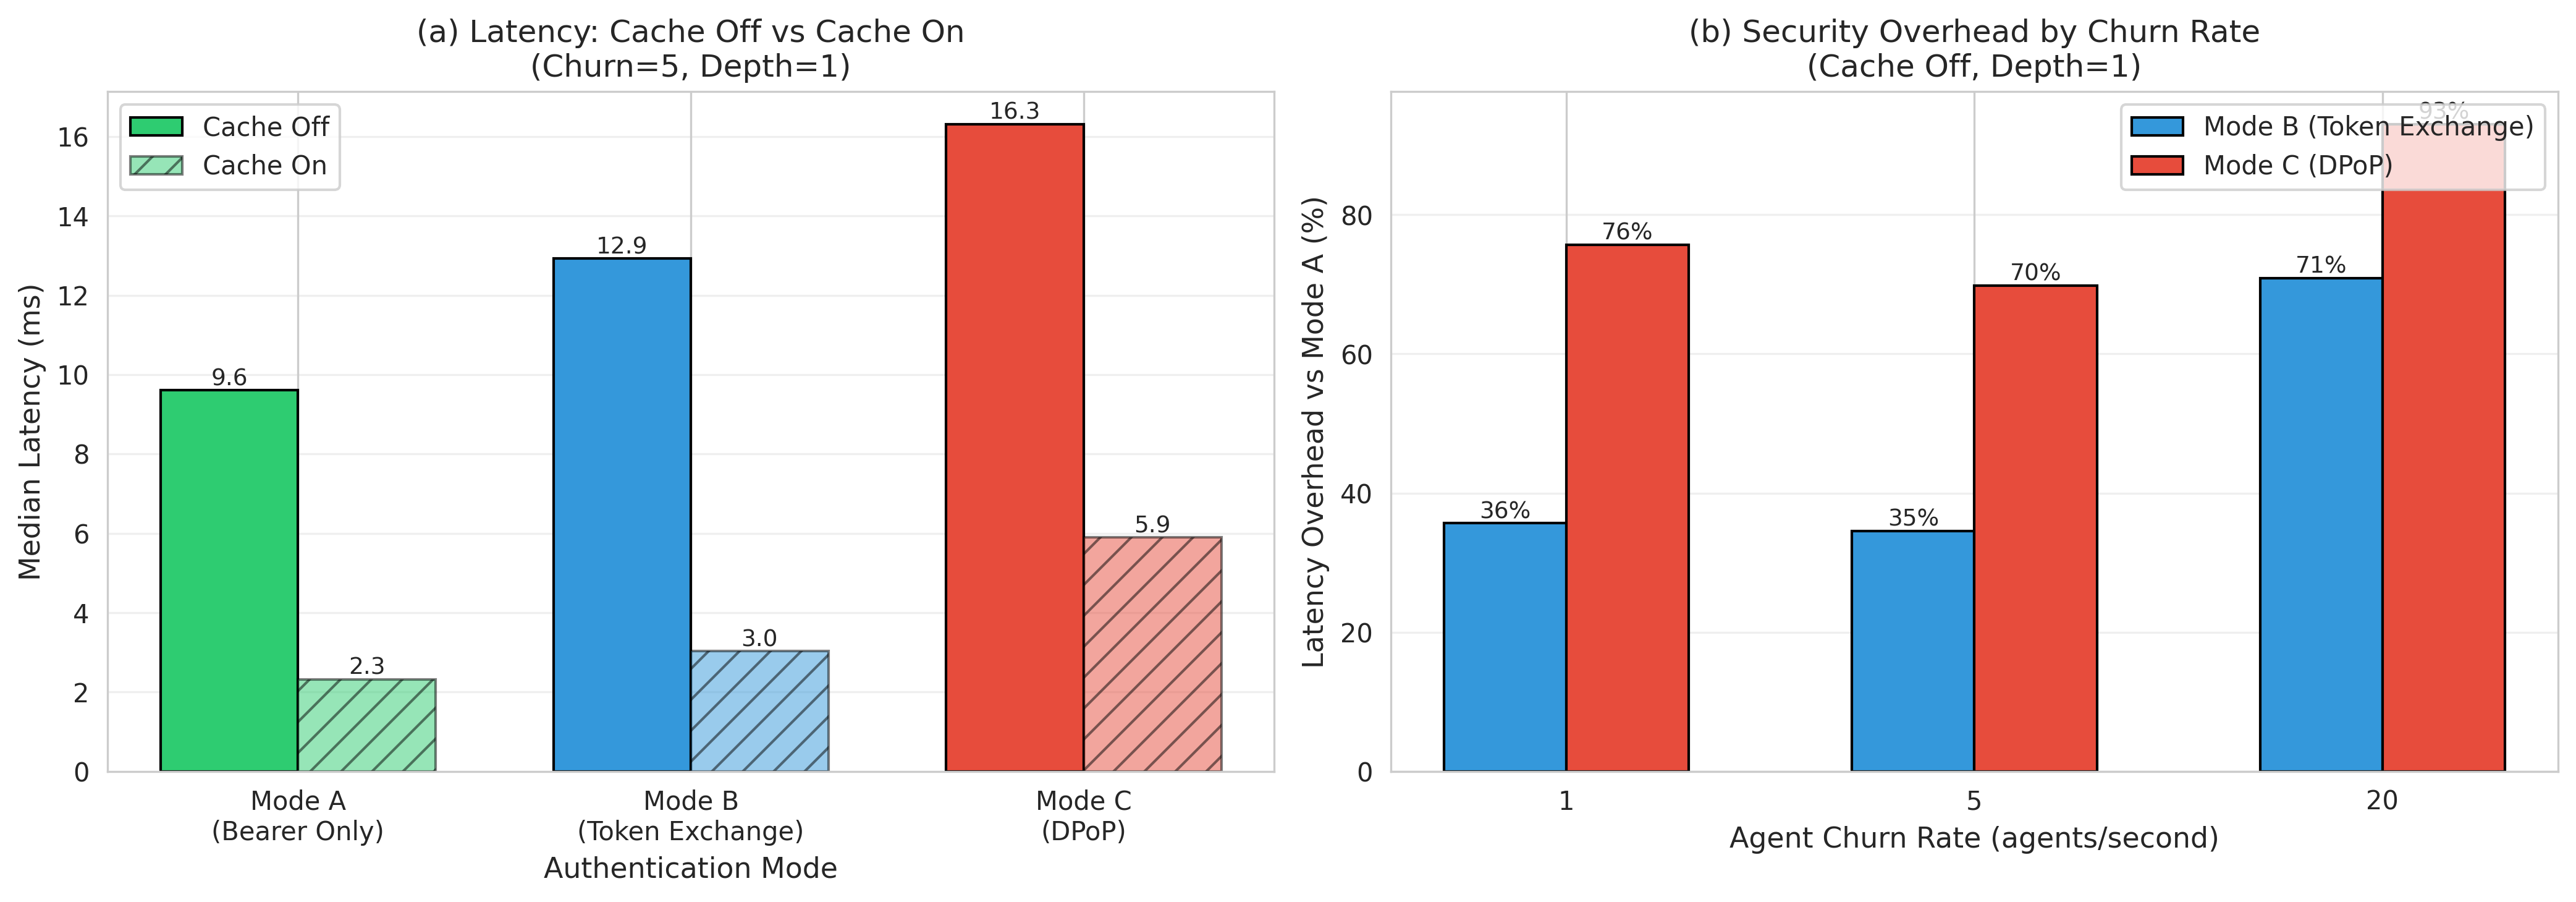 (a) Latency: Cache Off vs Cache On
(Churn=5, Depth=1)
Cache Off
Cache On
Median Latency (ms)
16
14
12
10
8
6
4
2
0
9.6
2.3
12.9
3.0
16.3
5.9
Mode A
(Bearer Only)
Mode B
(Token Exchange)
Mode C
(DPoP)
Authentication Mode
(b) Security Overhead by Churn Rate
(Cache Off, Depth=1)
Mode B (Token Exchange)
Mode C (DPoP)
Latency Overhead vs Mode A (%)
80
60
40
20
0
36%
76%
35%
70%
71%
93%
1
5
20
Agent Churn Rate (agents/second)